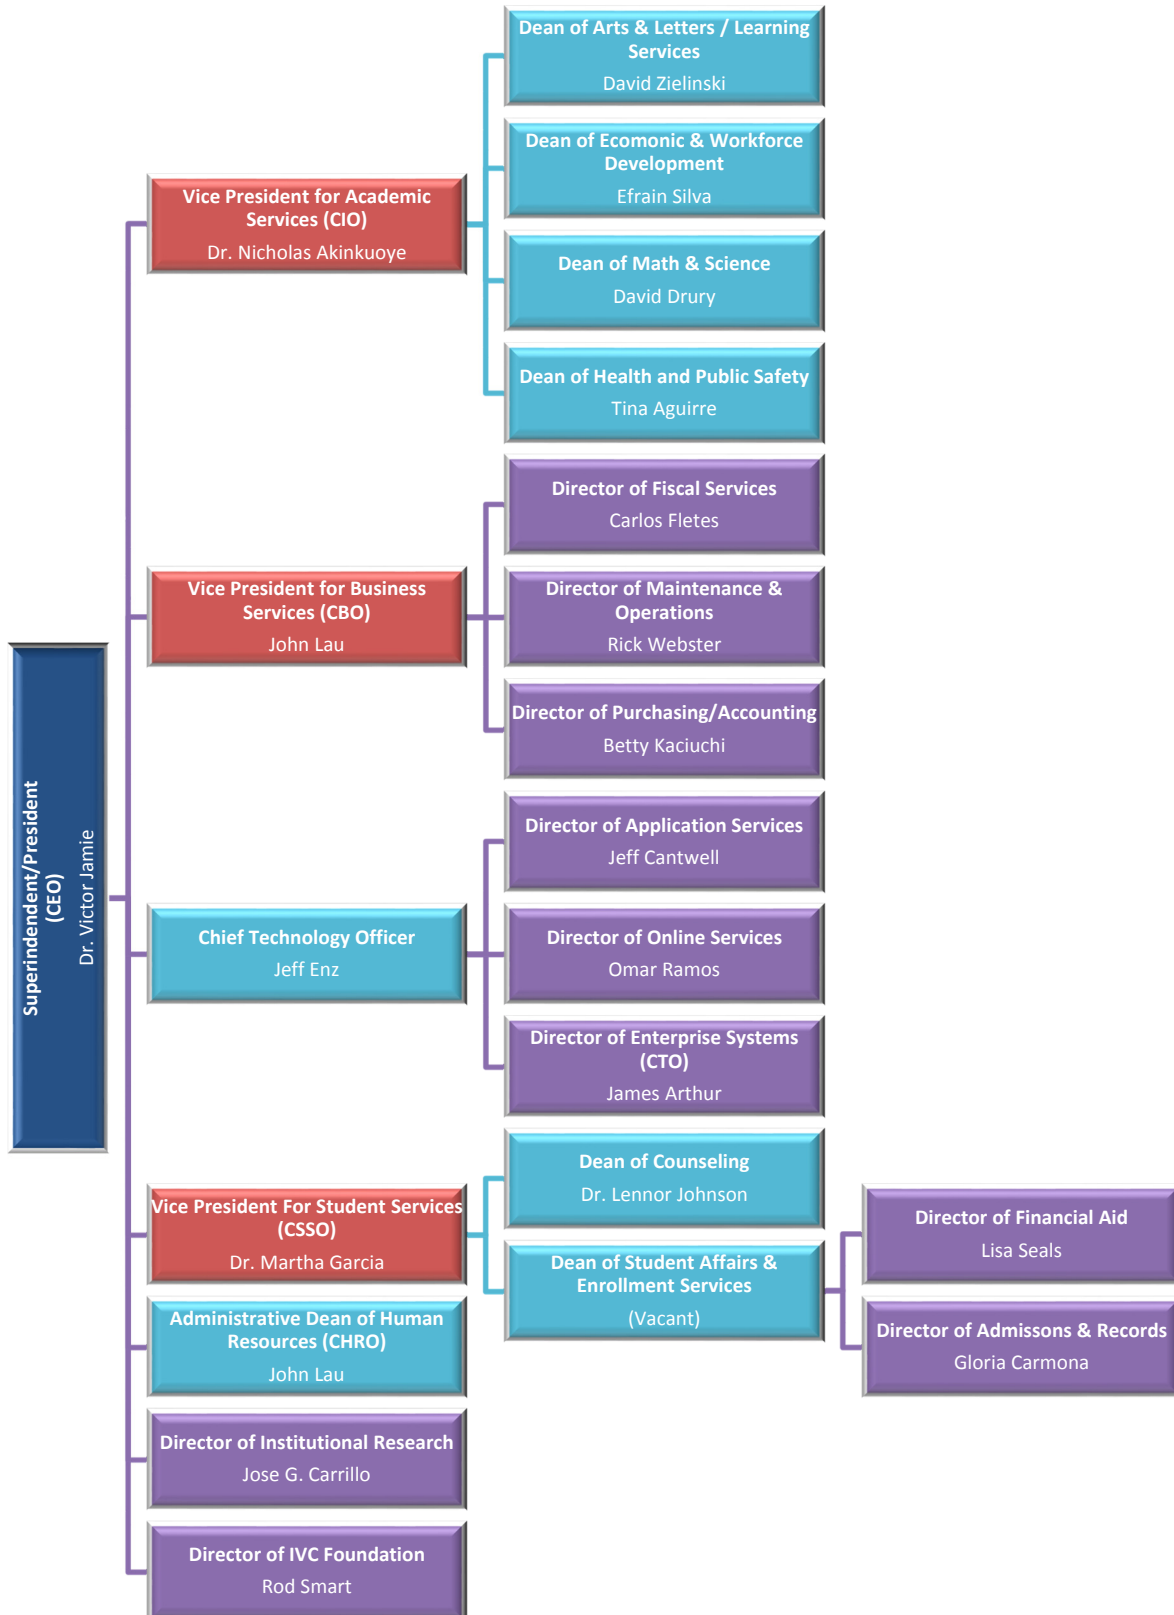 Superindendent/President
(CEO)
Dr. Victor Jamie
Vice President for Academic
Services (CIO)
Dr. Nicholas Akinkuoye
Dean of Arts & Letters / Learning
Services
David Zielinski
Dean of Ecomonic & Workforce
Development
Efrain Silva
Dean of Math & Science
David Drury
Dean of Health and Public Safety
Tina Aguirre
Vice President for Business
Services (CBO)
John Lau
Director of Fiscal Services
Carlos Fletes
Director of Maintenance &
Operations
Rick Webster
Director of Purchasing/Accounting
Betty Kaciuchi
Chief Technology Officer
Jeff Enz
Director of Application Services
Jeff Cantwell
Director of Online Services
Omar Ramos
Director of Enterprise Systems
(CTO)
James Arthur
Vice President For Student Services
(CSSO)
Dr. Martha Garcia
Dean of Counseling
Dr. Lennor Johnson
Dean of Student Affairs &
Enrollment Services
(Vacant)
Director of Financial Aid
Lisa Seals
Director of Admissons & Records
Gloria Carmona
Administrative Dean of Human
Resources (CHRO)
John Lau
Director of Institutional Research
Jose G. Carrillo
Director of IVC Foundation
Rod Smart